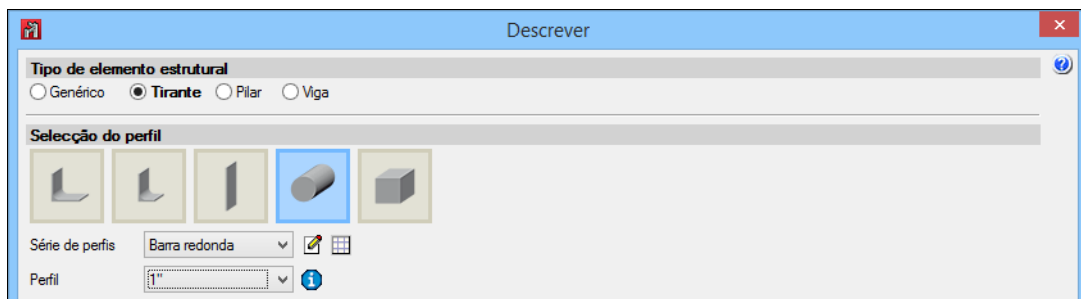 Descrever
Tipo de elemento estrutural
Genérico Tirante Pilar Viga
Selecção do perfil
Série de perfis Barra redonda
Perfil 1"